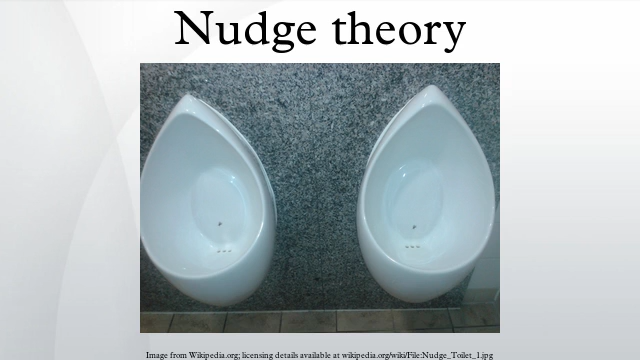 Nudge theory
Image from Wikipedia.org; licensing details available at wikipedia.org/wiki/File:Nudge_Toilet_1.jpg